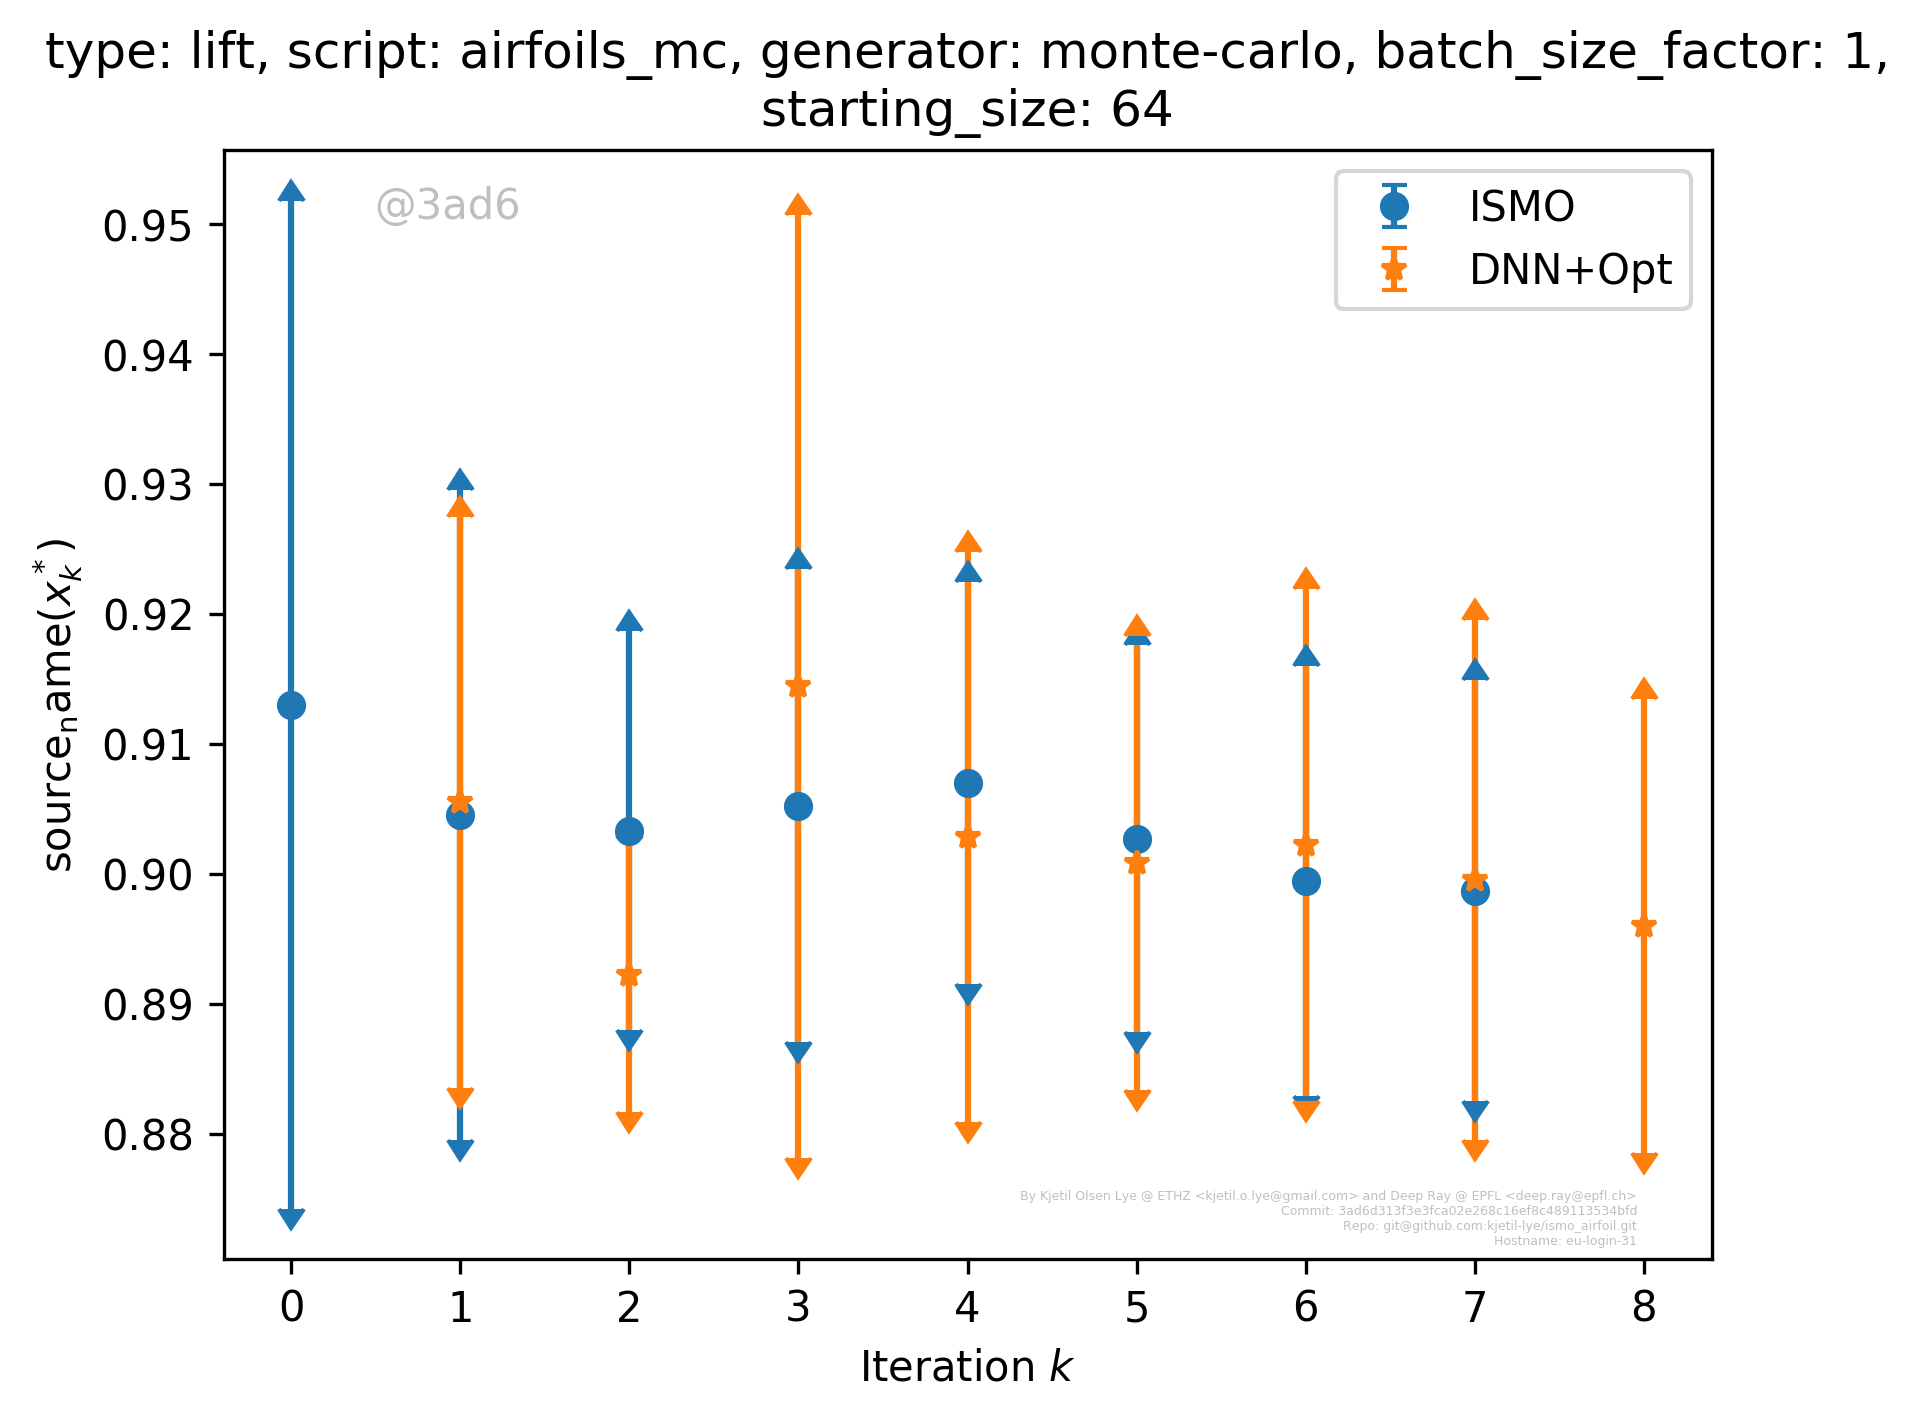 type: lift, script: airfoils_mc, generator: monte-carlo, batch_size_factor: 1,
starting_size: 64
@3ad6
ISMO
DNN+Opt
0.95
0.94
0.93
0.92
0.91
0.90
0.89
0.88
source_name(x_k^*)
By Kjetil Olsen Lye @ ETHZ <kjetil.o.lye@gmail.com> and Deep Ray @ EPFL <deep.ray@epfl.ch>
Commit: 3ad6d313f3e3fca02e268c16ef8c489113534bfd
Repo: git@github.com:kjetil-lye/ismo_airfoil.git
Hostname: eu-login-31
0 1 2 3 4 5 6 7 8
Iteration k